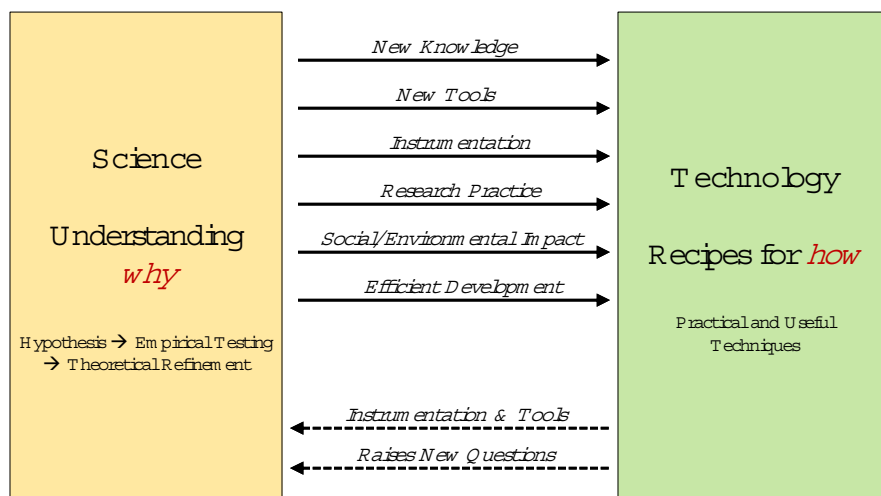 Science
Understanding
why
Hypothesis → Empirical Testing
→ Theoretical Refinement
New Knowledge
New Tools
Instrumentation
Research Practice
Social/Environmental Impact
Efficient Development
Instrumentation & Tools
Raises New Questions
Technology
Recipes for how
Practical and Useful
Techniques